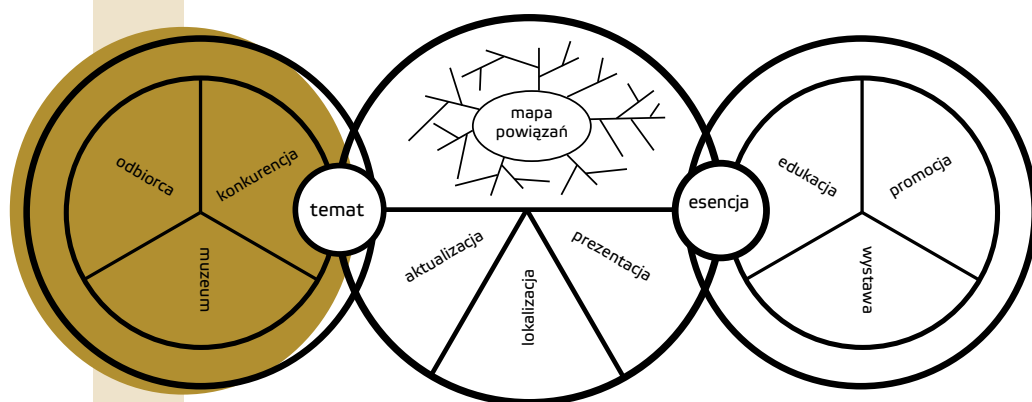 odbiorca
konkurencja
muzeum
temat
mapa
powiązań
aktualizacja
lokalizacja
prezentacja
esencja
edukacja
promocja
wystawa